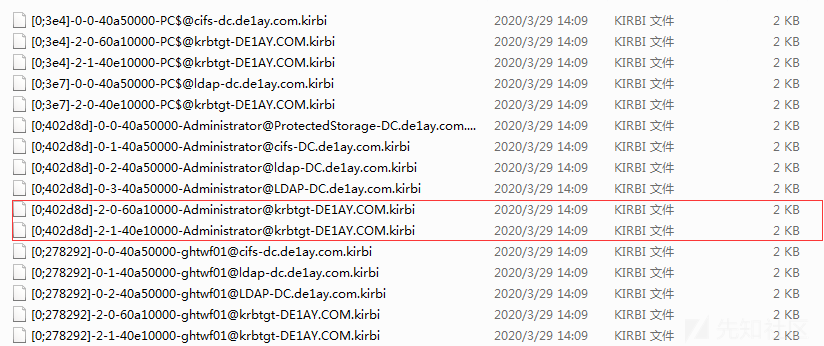 [0;3e4]-0-0-40a50000-PC$@cifs-dc.de1ay.com.kirbi 2020/3/29 14:09 KIRBI 文件 2 KB
[0;3e4]-2-0-60a10000-PC$@krbtgt-DE1AY.COM.kirbi 2020/3/29 14:09 KIRBI 文件 2 KB
[0;3e4]-2-1-40e10000-PC$@krbtgt-DE1AY.COM.kirbi 2020/3/29 14:09 KIRBI 文件 2 KB
[0;3e7]-0-0-40a50000-PC$@ldap-dc.de1ay.com.kirbi 2020/3/29 14:09 KIRBI 文件 2 KB
[0;3e7]-2-0-40e10000-PC$@krbtgt-DE1AY.COM.kirbi 2020/3/29 14:09 KIRBI 文件 2 KB
[0;402d8d]-0-0-40a50000-Administrator@ProtectedStorage-DC.de1ay.com.... 2020/3/29 14:09 KIRBI 文件 2 KB
[0;402d8d]-0-1-40a50000-Administrator@cifs-DC.de1ay.com.kirbi 2020/3/29 14:09 KIRBI 文件 2 KB
[0;402d8d]-0-2-40a50000-Administrator@ldap-DC.de1ay.com.kirbi 2020/3/29 14:09 KIRBI 文件 2 KB
[0;402d8d]-0-3-40a50000-Administrator@LDAP-DC.de1ay.com.kirbi 2020/3/29 14:09 KIRBI 文件 2 KB
[0;402d8d]-2-0-60a10000-Administrator@krbtgt-DE1AY.COM.kirbi 2020/3/29 14:09 KIRBI 文件 2 KB
[0;402d8d]-2-1-40e10000-Administrator@krbtgt-DE1AY.COM.kirbi 2020/3/29 14:09 KIRBI 文件 2 KB
[0;278292]-0-0-40a50000-ghtwf01@cifs-DC.de1ay.com.kirbi 2020/3/29 14:09 KIRBI 文件 2 KB
[0;278292]-0-1-40a50000-ghtwf01@ldap-DC.de1ay.com.kirbi 2020/3/29 14:09 KIRBI 文件 2 KB
[0;278292]-0-2-40a50000-ghtwf01@LDAP-DC.de1ay.com.kirbi 2020/3/29 14:09 KIRBI 文件 2 KB
[0;278292]-2-0-60a10000-ghtwf01@krbtgt-DE1AY.COM.kirbi 2020/3/29 14:09 KIRBI 文件 2 KB
[0;278292]-2-1-40e10000-ghtwf01@krbtgt-DE1AY.COM.kirbi 2020/3/29 14:09 KIRBI 文件 2 KB
先知社区